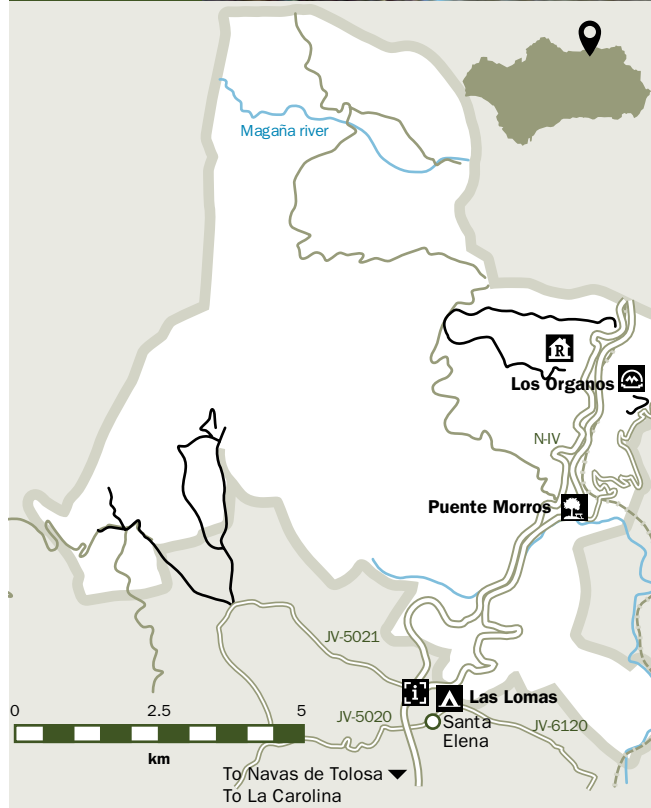 Magaña river
R
Los Organos
N-IV
Puente Morros
JV-5021
0 2.5 5
km
i
Las Lomas
JV-5020
Santa
Elena
JV-6120
To Navas de Tolosa
To La Carolina